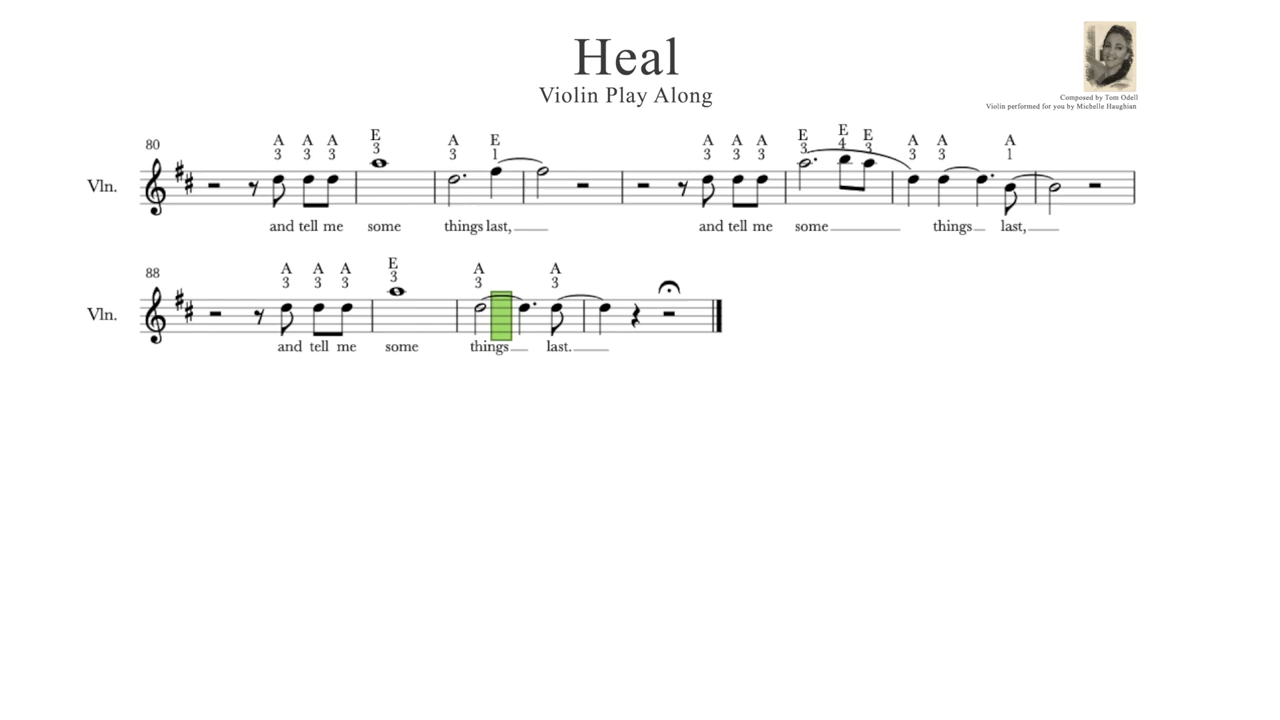 Heal
Violin Play Along
Composed by Tom Odell
Violin performed for you by Michelle Haughian
80
A A A E A E A A A E E E A A A
3 3 3 3 3 1 3 3 3 3 4 3 3 3 1
Vln.
and tell me some things last, and tell me some things last,
88
A A A E A A
3 3 3 3 3 3
Vln.
and tell me some things last.